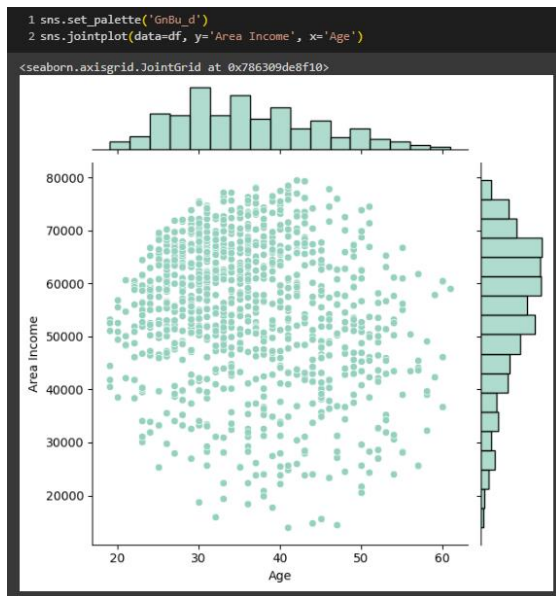 1 sns.set_palette('GnBu_d')
2 sns.jointplot(data=df, y='Area Income', x='Age')
<seaborn.axisgrid.JointGrid at 0x786309de8f10>
80000
70000
60000
50000
40000
30000
20000
Area Income
20 30 40 50 60
Age